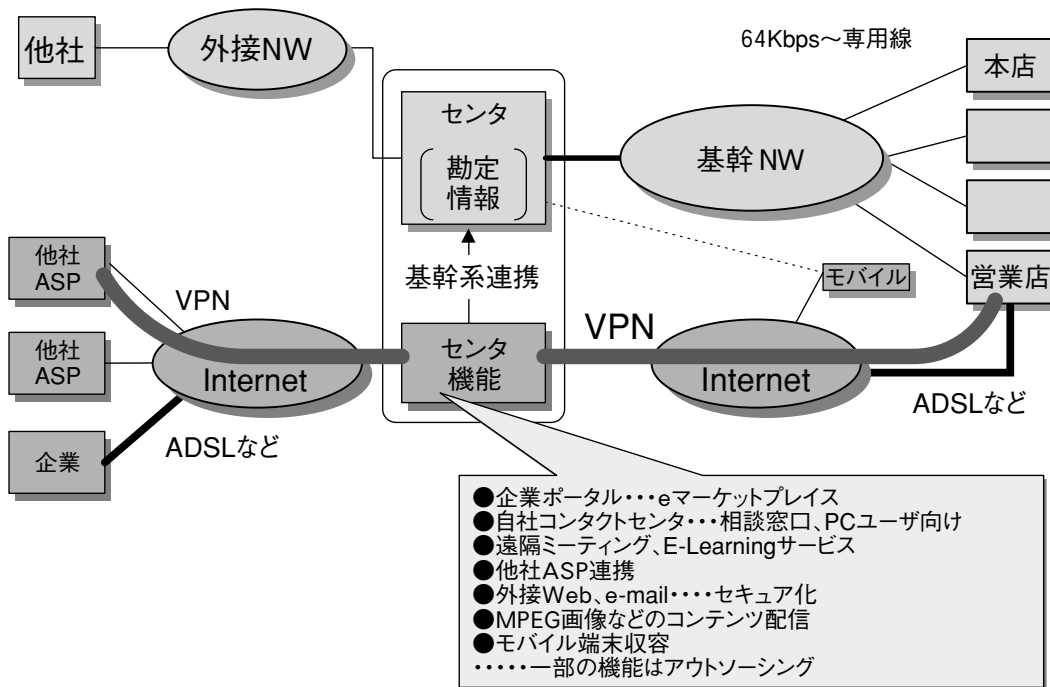 他社
外接NW
64Kbps～専用線
本店
センタ
勘定
情報
基幹 NW
他社
ASP
VPN
基幹系連携
モバイル
営業店
他社
ASP
Internet
センタ
機能
VPN
Internet
ADSLなど
企業
ADSLなど
●企業ポータル・・・eマーケットプレイス
●自社コンタクトセンタ・・・相談窓口、PCユーザ向け
●遠隔ミーティング、E-Learningサービス
●他社ASP連携
●外接Web、e-mail・・・・セキュア化
●MPEG画像などのコンテンツ配信
●モバイル端末収容
・・・・・一部の機能はアウトソーシング